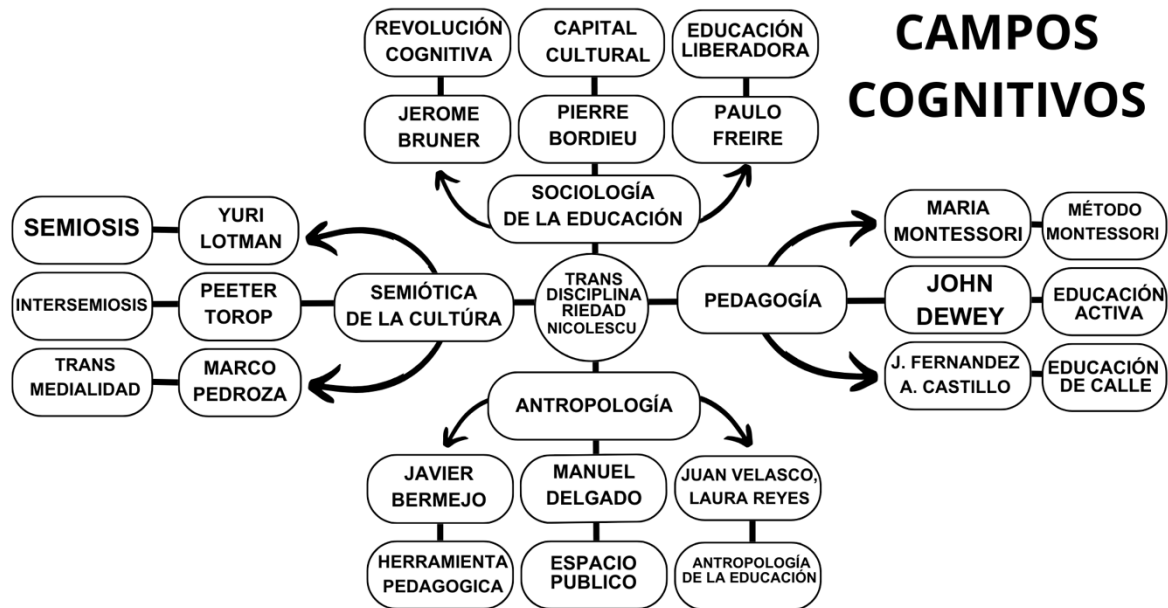 CAMPOS
COGNITIVOS
REVOLUCIÓN
COGNITIVA
CAPITAL
CULTURAL
EDUCACIÓN
LIBERADORA
JEROME
BRUNER
PIERRE
BORDIEU
PAULO
FREIRE
SOCIOLOGÍA
DE LA EDUCACIÓN
SEMIOSIS
YURI
LOTMAN
MARIA
MONTESSORI
MÉTODO
MONTESSORI
INTERSEMIOSIS
PEETER
TOROP
SEMIÓTICA
DE LA CULTÚRA
TRANS
DISCIPLINA
RIEDAD
NICOLESCU
PEDAGOGÍA
JOHN
DEWEY
EDUCACIÓN
ACTIVA
TRANS
MEDIALIDAD
MARCO
PEDROZA
J. FERNANDEZ
A. CASTILLO
EDUCACIÓN
DE CALLE
ANTROPOLOGÍA
JAVIER
BERMEJO
MANUEL
DELGADO
JUAN VELASCO,
LAURA REYES
HERRAMIENTA
PEDAGOGICA
ESPACIO
PUBLICO
ANTROPOLOGÍA
DE LA EDUCACIÓN